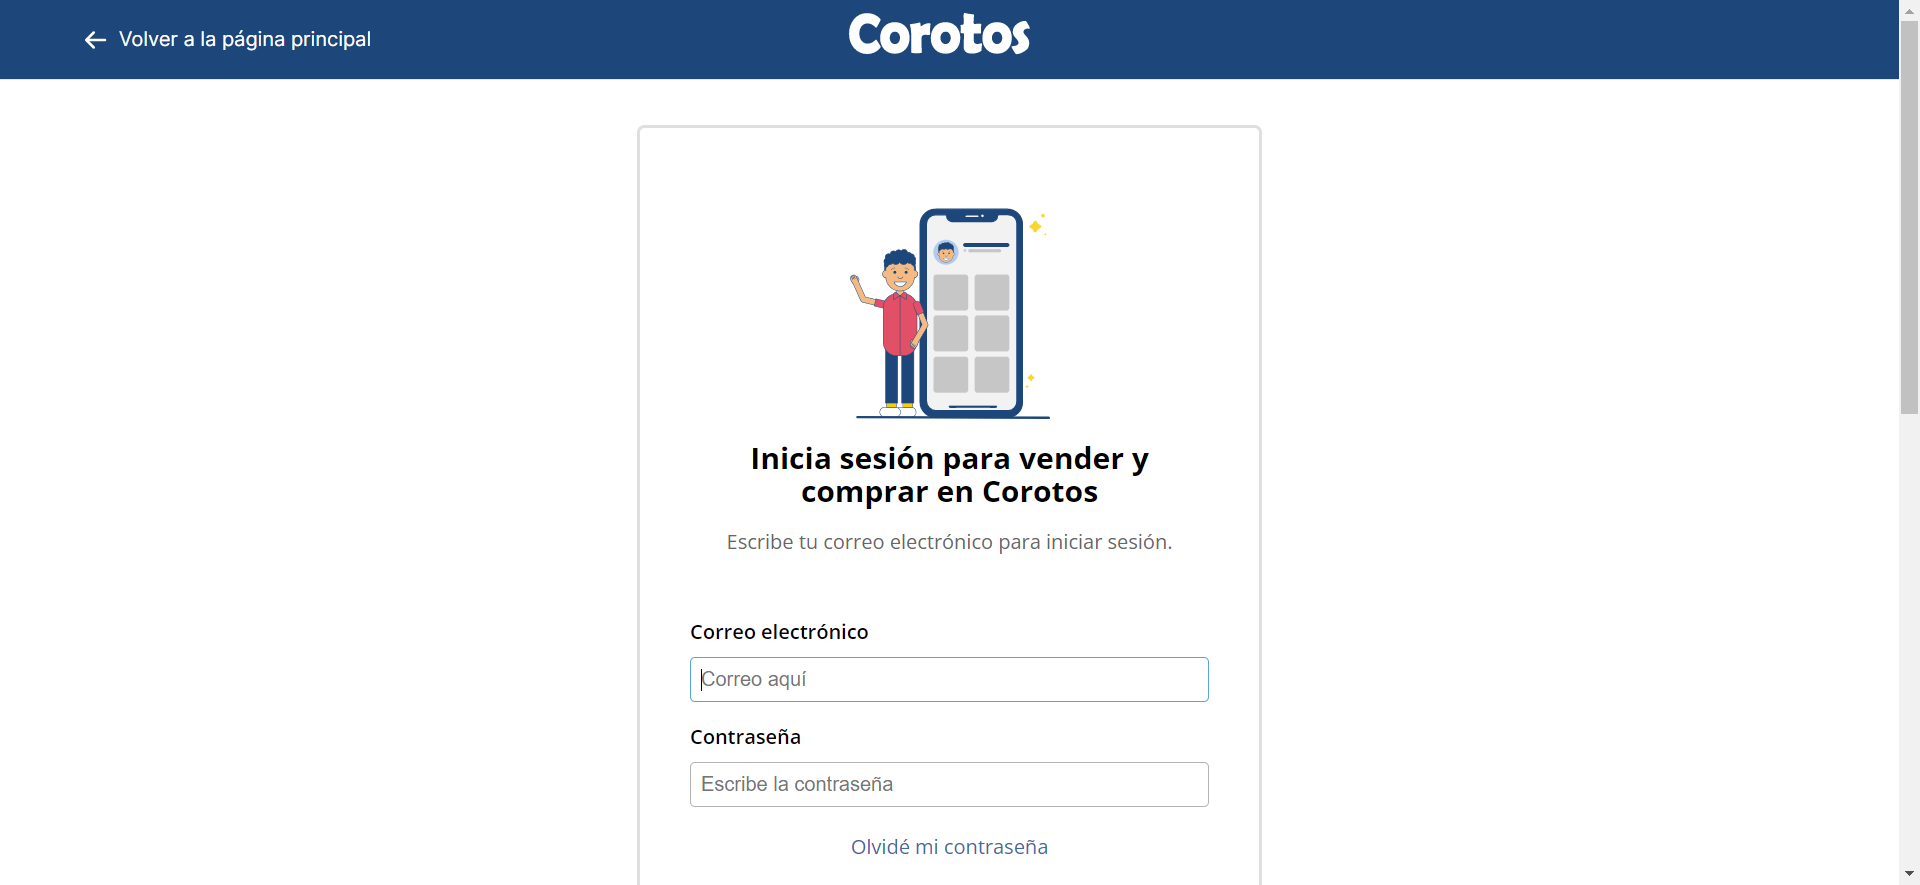 Volver a la página principal
Corotos
Inicia sesión para vender y
comprar en Corotos
Escribe tu correo electrónico para iniciar sesión.
Correo electrónico
Correo aquí
Contraseña
Escribe la contraseña
Olvidé mi contraseña